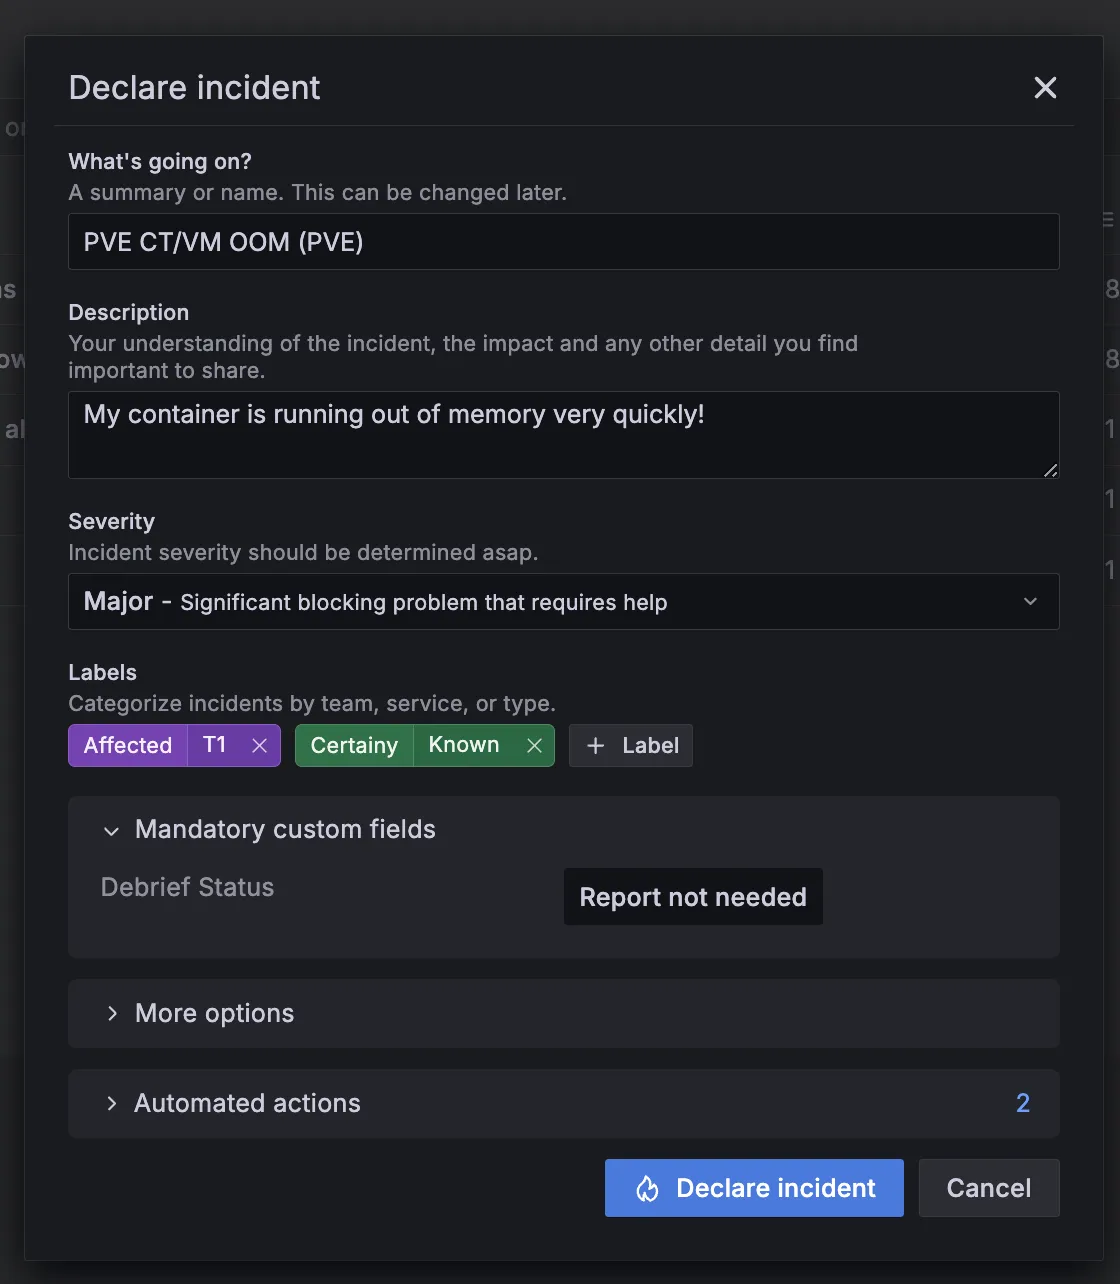 Declare incident
What's going on?
A summary or name. This can be changed later.
PVE CT/VM OOM (PVE)
Description
Your understanding of the incident, the impact and any other detail you find
important to share.
My container is running out of memory very quickly!
Severity
Incident severity should be determined asap.
Major - Significant blocking problem that requires help
Labels
Categorize incidents by team, service, or type.
Affected T1 Certainy Known + Label
Mandatory custom fields
Debrief Status Report not needed
More options
Automated actions 2
Declare incident Cancel